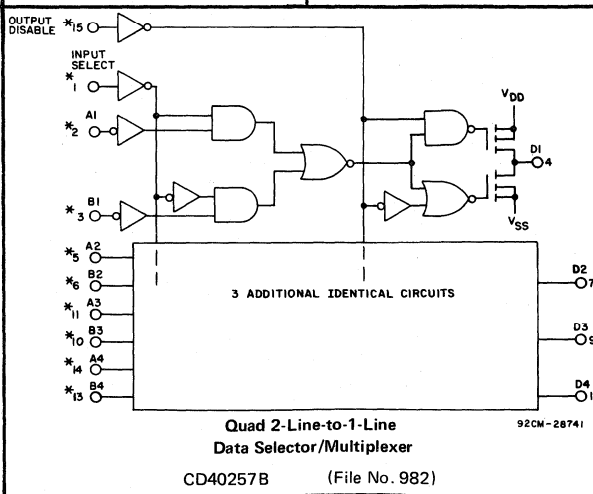 OUTPUT
DISABLE *15
INPUT
SELECT
*
1
A1
*2
B1
*3
VDD
D1
4
VSS
A2
*5
B2
*6
A3
*11
B3
*10
A4
*14
B4
*13
3 ADDITIONAL IDENTICAL CIRCUITS
D2
7
D3
9
D4
1
Quad 2-Line-to-1-Line
92CM-28741
Data Selector/Multiplexer
CD40257B (File No. 982)